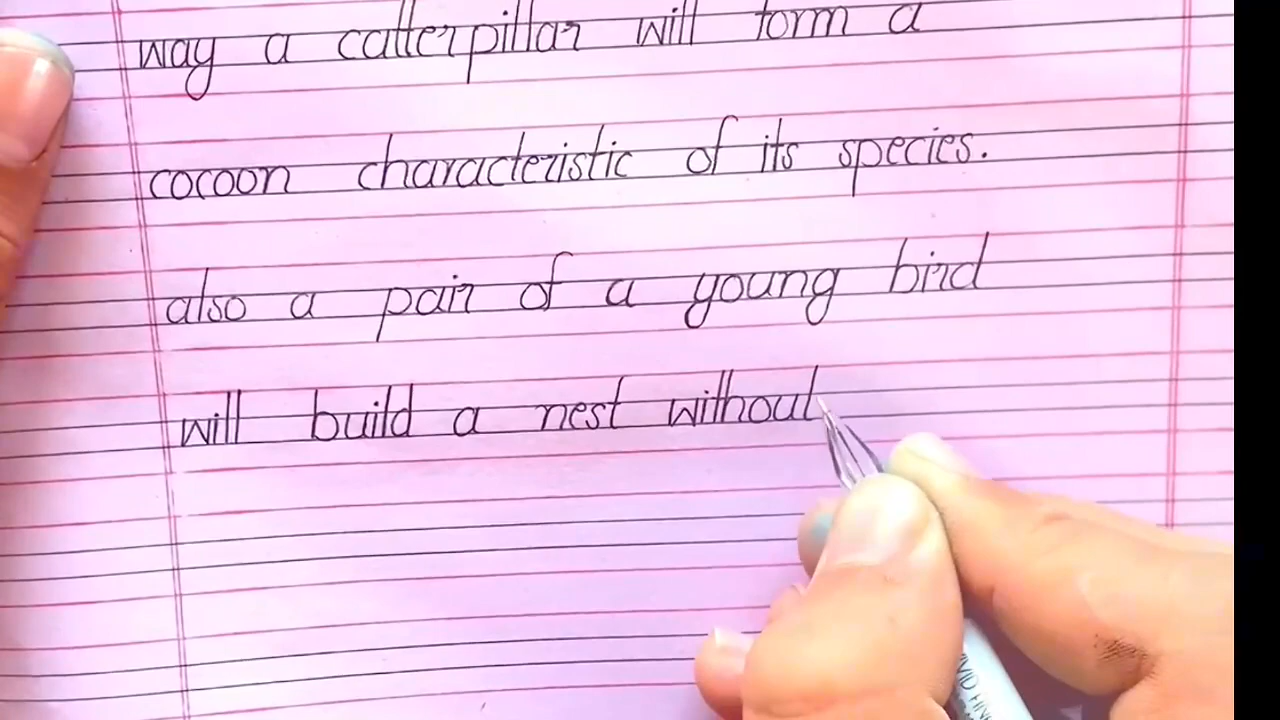 way a catterpillar will form a
cocoon characteristic of its species.
also a pair of a young bird
will build a nest without